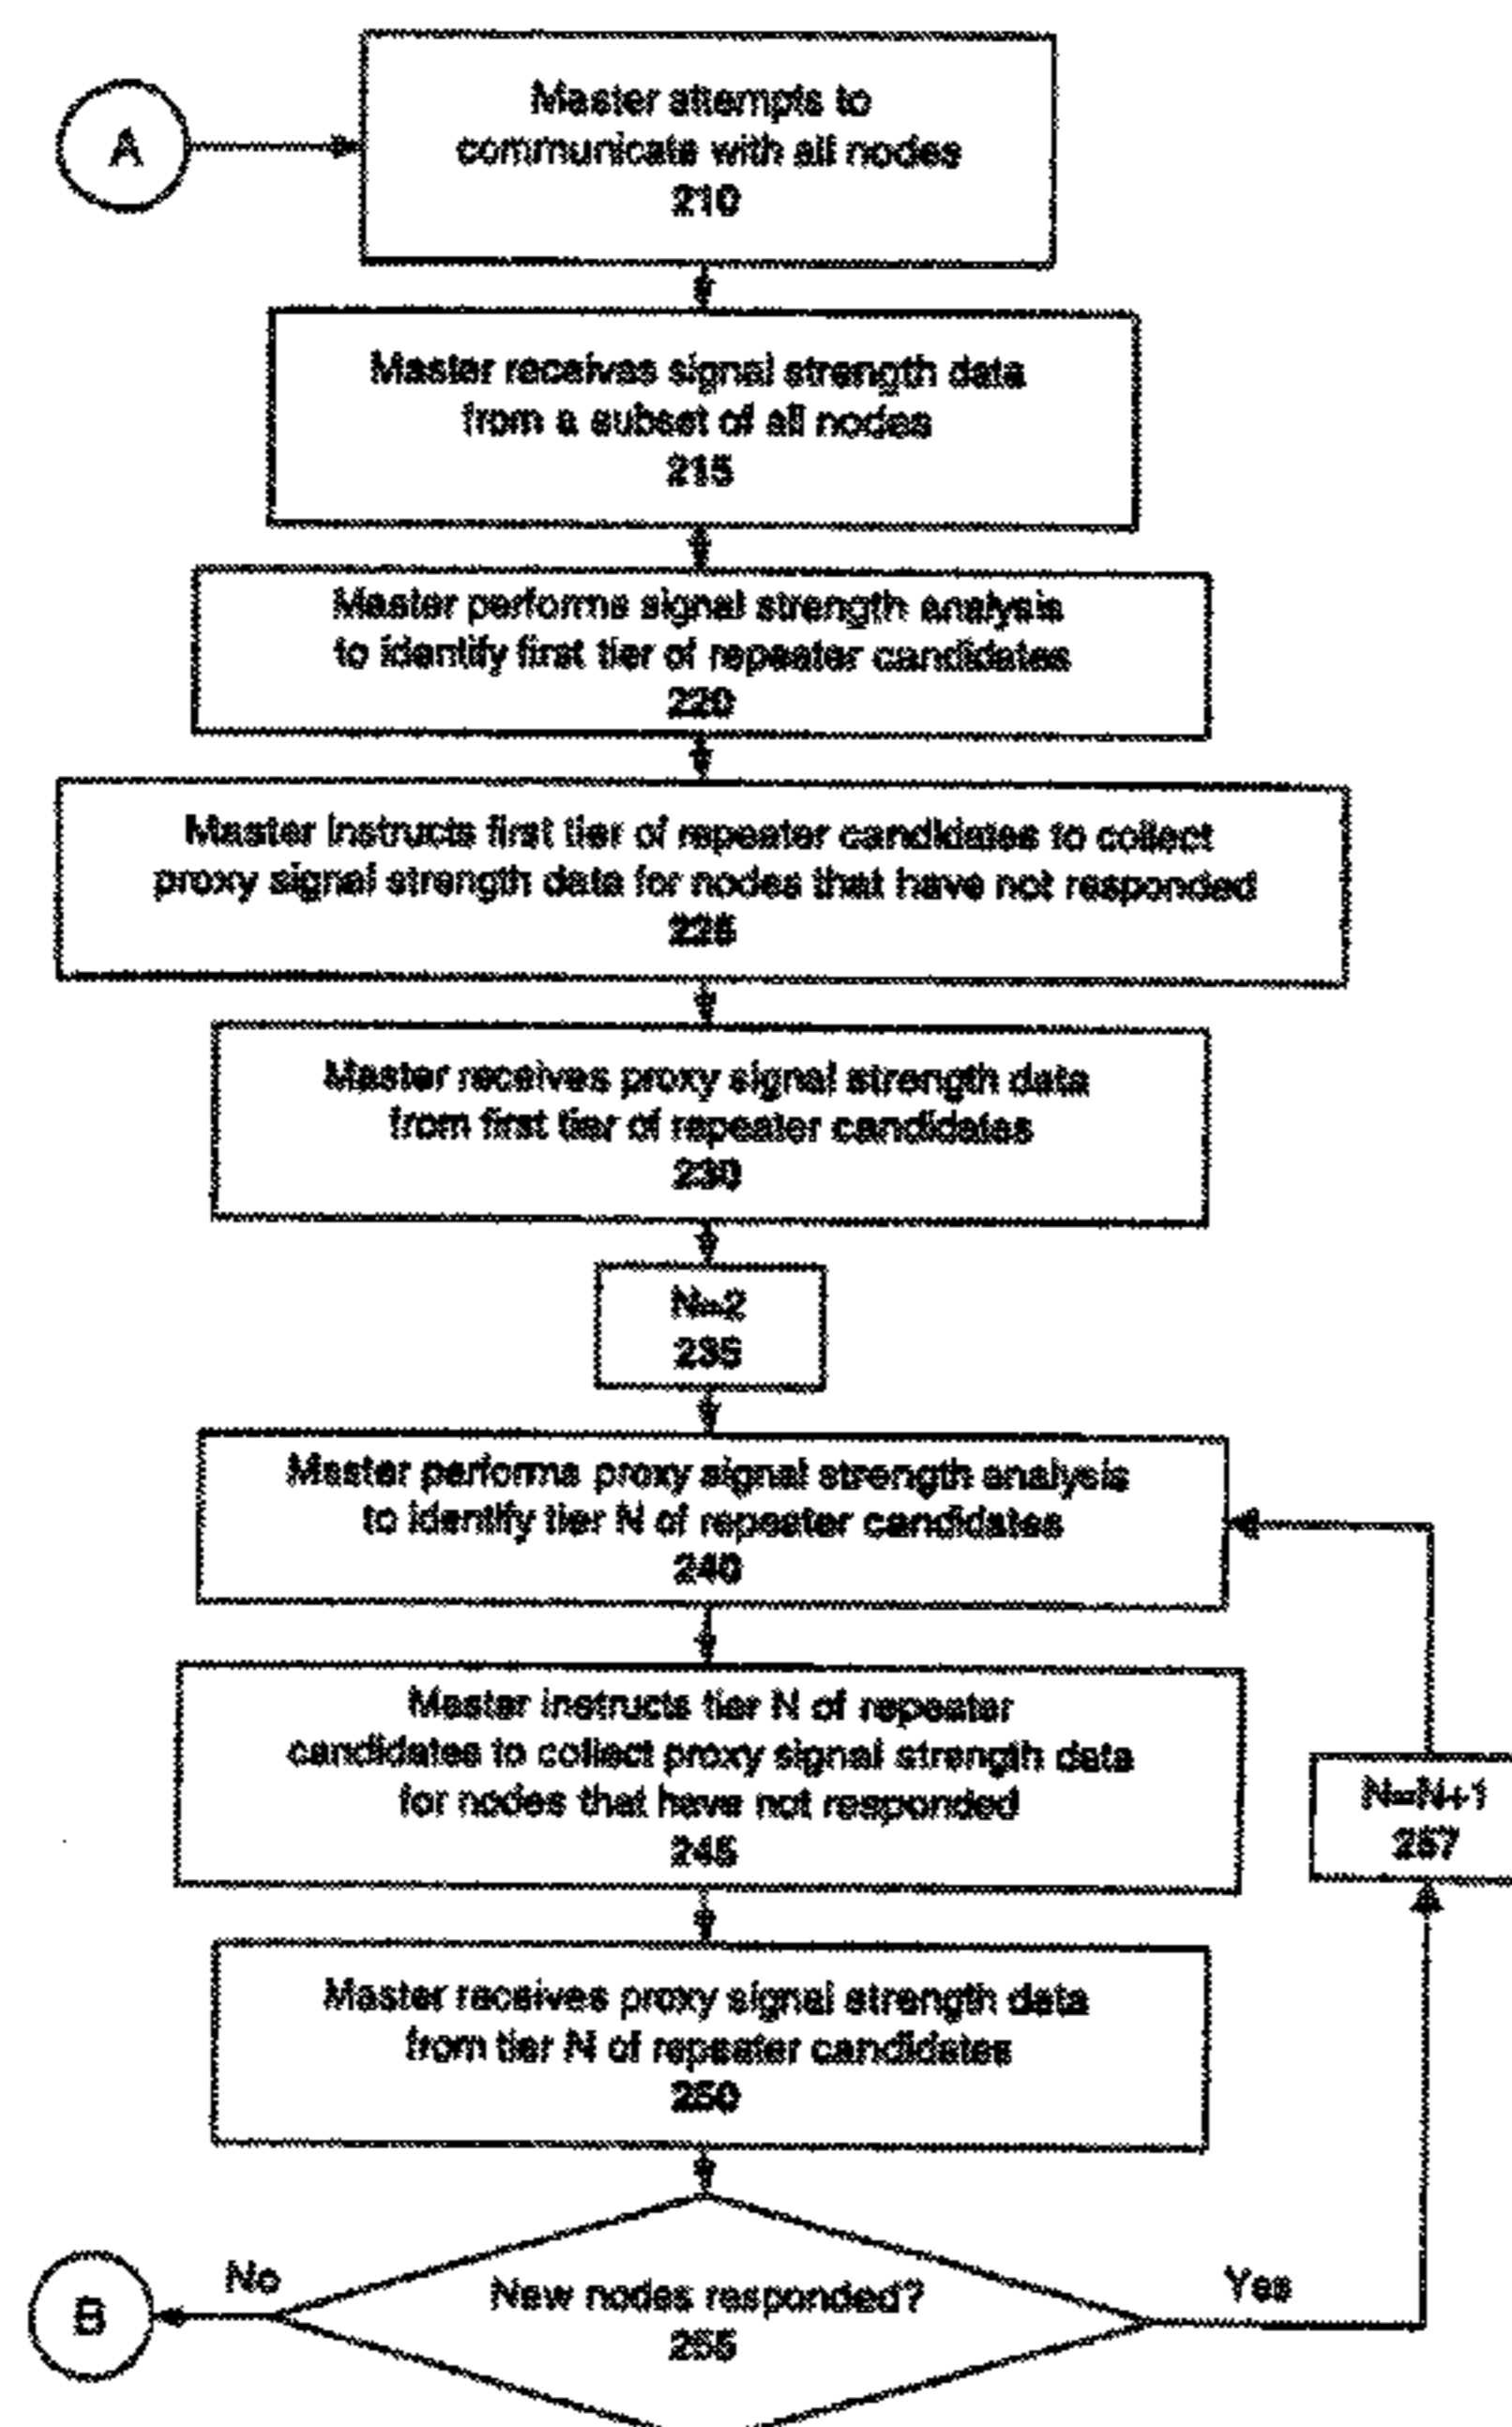 A
Master attempts to
communicate with all nodes
210
Master receives signal strength data
from a subset of all nodes
215
Master performs signal strength analysis
to identify first tier of repeater candidates
220
Master instructs first tier of repeater candidates to collect
proxy signal strength data for nodes that have not responded
225
Master receives proxy signal strength data
from first tier of repeater candidates
230
N=2
235
Master performs proxy signal strength analysis
to identify tier N of repeater candidates
240
Master instructs tier N of repeater
candidates to collect proxy signal strength data
for nodes that have not responded
245
N=N+1
257
Master receives proxy signal strength data
from tier N of repeater candidates
250
No
Yes
B
New nodes responded?
255